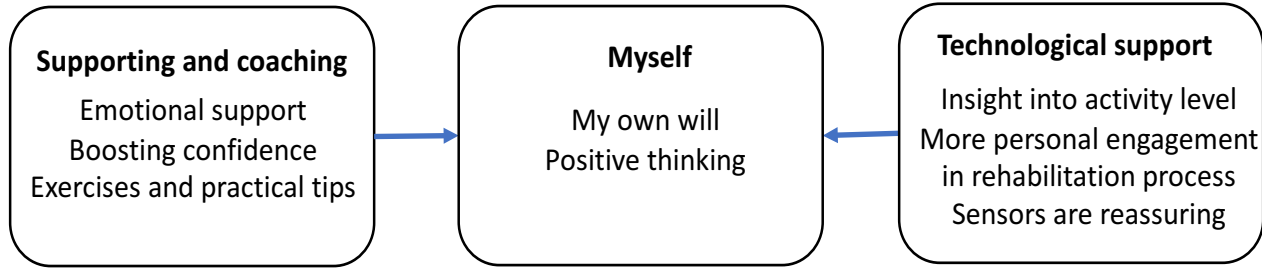 Supporting and coaching
Emotional support
Boosting confidence
Exercises and practical tips
Myself
My own will
Positive thinking
Technological support
Insight into activity level
More personal engagement
in rehabilitation process
Sensors are reassuring